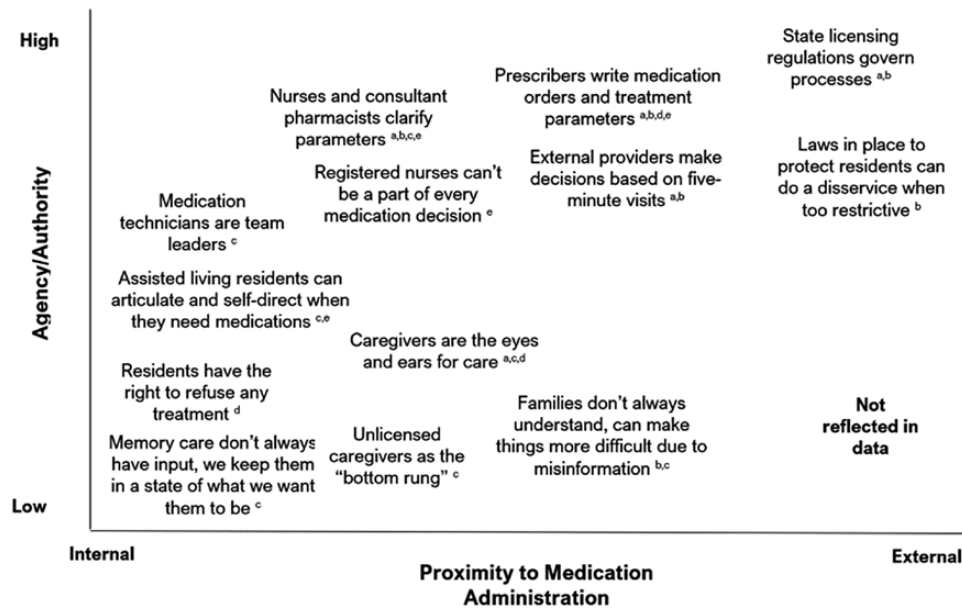 High
State licensing
regulations govern
processes a,b
Prescribers write medication
orders and treatment
parameters a,b,d,e
Nurses and consultant
pharmacists clarify
parameters a,b,c,e
External providers make
decisions based on five-
minute visits a,b
Laws in place to
protect residents can
do a disservice when
too restrictive b
Registered nurses can't
be a part of every
medication decision e
Medication
technicians are team
leaders c
Agency/Authority
Assisted living residents can
articulate and self-direct when
they need medications c,e
Caregivers are the eyes
and ears for care a,c,d
Residents have the
right to refuse any
treatment d
Families don't always
understand, can make
things more difficult due to
misinformation b,c
Not
reflected in
data
Unlicensed
caregivers as the
"bottom rung" c
Memory care don't always
have input, we keep them
in a state of what we want
them to be c
Low
Internal
External
Proximity to Medication
Administration